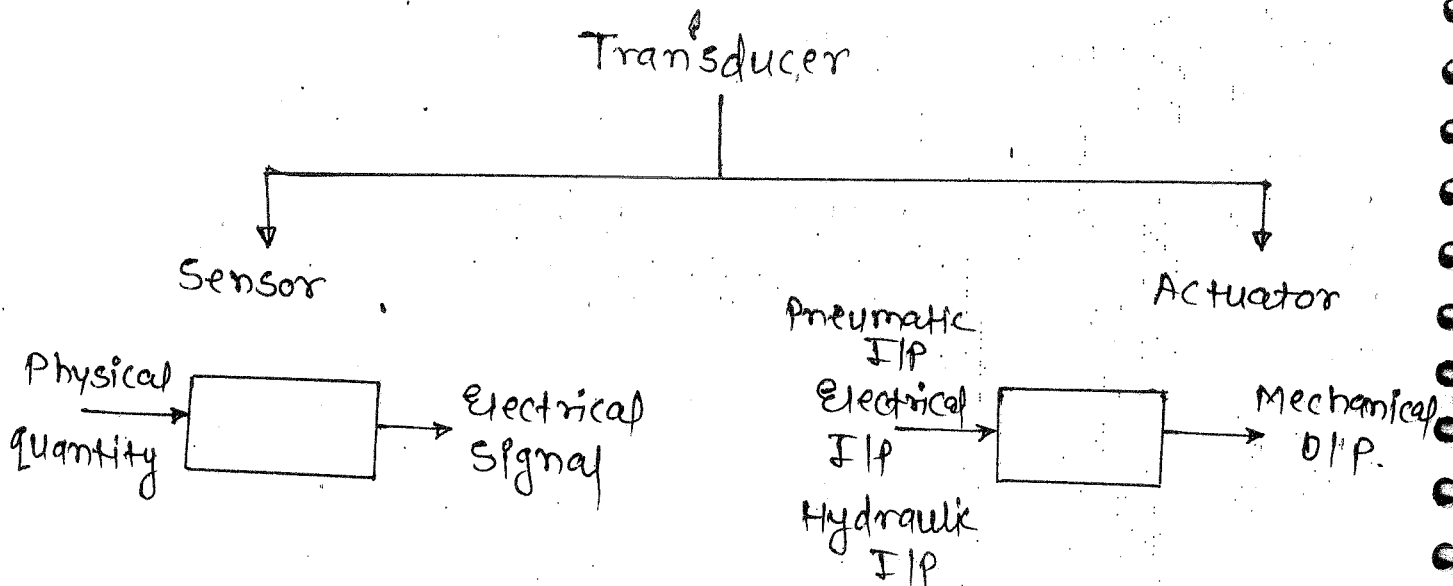 Transducer
Sensor
Actuator
Physical
quantity
Electrical
Signal
Pneumatic
I/P
Electrical
I/P
Hydraulic
I/P
Mechanical
O/P.